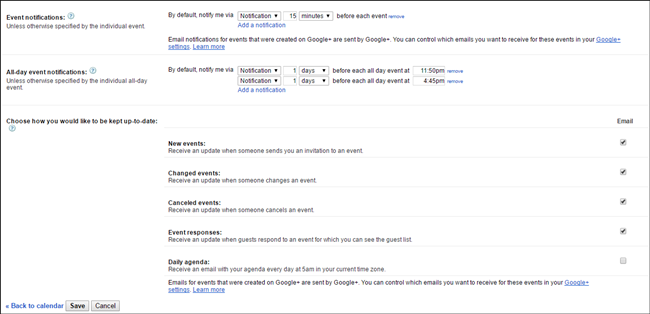 Event notifications: ?
Unless otherwise specified by the individual event.
By default, notify me via Notification 15 minutes before each event remove
Add a notification
Email notifications for events that were created on Google+ are sent by Google+. You can control which emails you want to receive for these events in your Google+
settings. Learn more
All-day event notifications: ?
Unless otherwise specified by the individual all-day
event.
By default, notify me via Notification 1 days before each all day event at 11:50pm remove
Notification 1 days before each all day event at 4:45pm remove
Add a notification
Choose how you would like to be kept up-to-date:
?
Email
New events:
Receive an update when someone sends you an invitation to an event.
Changed events:
Receive an update when someone changes an event.
Canceled events:
Receive an update when someone cancels an event.
Event responses:
Receive an update when guests respond to an event for which you can see the guest list.
Daily agenda:
Receive an email with your agenda every day at 5am in your current time zone.
Emails for events that were created on Google+ are sent by Google+. You can control which emails you want to receive for these events in your Google+
settings. Learn more
« Back to calendar Save Cancel